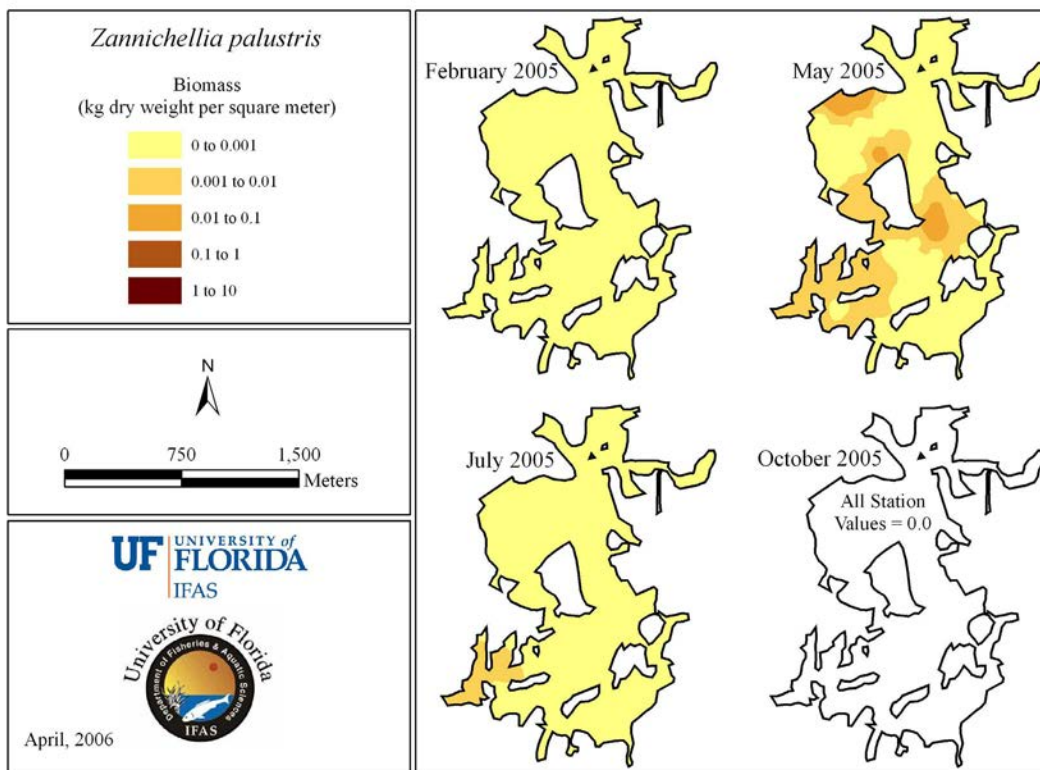 Zannichellia palustris
Biomass
(kg dry weight per square meter)
0 to 0.001
0.001 to 0.01
0.01 to 0.1
0.1 to 1
1 to 10
N
0 750 1,500
Meters
UF UNIVERSITY of
FLORIDA
IFAS
University of Florida
Department of Fisheries & Aquatic Sciences
IFAS
April, 2006
February 2005
May 2005
July 2005
October 2005
All Station
Values = 0.0